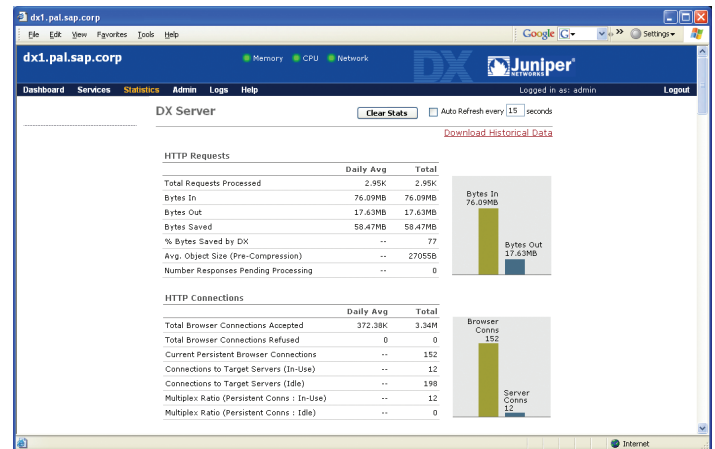 dx1.pal.sap.corp
File Edit View Favorites Tools Help
Google G Settings
dx1.pal.sap.corp Memory CPU Network DX Juniper NETWORKS
Dashboard Services Statistics Admin Logs Help Logged in as: admin Logout
DX Server Clear Stats Auto Refresh every 15 seconds
Download Historical Data
HTTP Requests
Daily Avg Total
Total Requests Processed 2.95K 2.95K
Bytes In 76.09MB 76.09MB
Bytes Out 17.63MB 17.63MB
Bytes Saved 58.47MB 58.47MB
% Bytes Saved by DX -- 77
Avg. Object Size (Pre-Compression) -- 27055B
Number Responses Pending Processing -- 0
Bytes In
76.09MB
Bytes Out
17.63MB
HTTP Connections
Daily Avg Total
Total Browser Connections Accepted 372.38K 3.34M
Total Browser Connections Refused 0 0
Current Persistent Browser Connections -- 152
Connections to Target Servers (In-Use) -- 12
Connections to Target Servers (Idle) -- 198
Multiplex Ratio (Persistent Conns : In-Use) -- 12
Multiplex Ratio (Persistent Conns : Idle) -- 0
Browser
Conns
152
Server
Conns
12
Internet